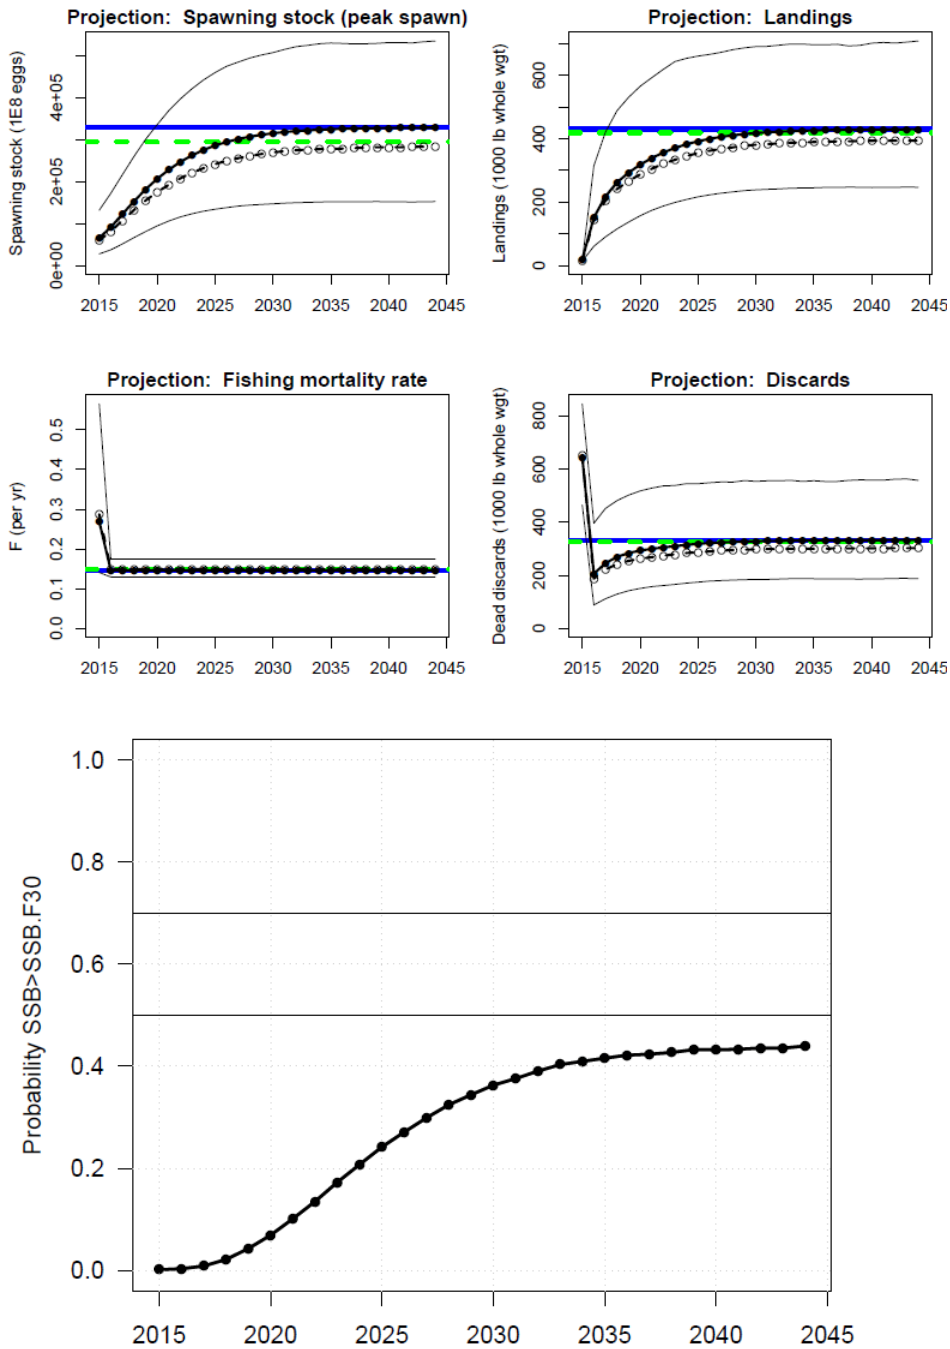 Projection:  Spawning stock (peak spawn)
Spawning stock (1E8 eggs)
0e+00
2e+05
4e+05
2015 2020 2025 2030 2035 2040 2045
Projection:  Landings
Landings (1000 lb whole wgt)
0
200
400
600
2015 2020 2025 2030 2035 2040 2045
Projection:  Fishing mortality rate
F (per yr)
0.0
0.1
0.2
0.3
0.4
0.5
2015 2020 2025 2030 2035 2040 2045
Projection:  Discards
Dead discards (1000 lb whole wgt)
0
200
400
600
800
2015 2020 2025 2030 2035 2040 2045
Probability SSB>SSB.F30
1.0
0.8
0.6
0.4
0.2
0.0
2015 2020 2025 2030 2035 2040 2045